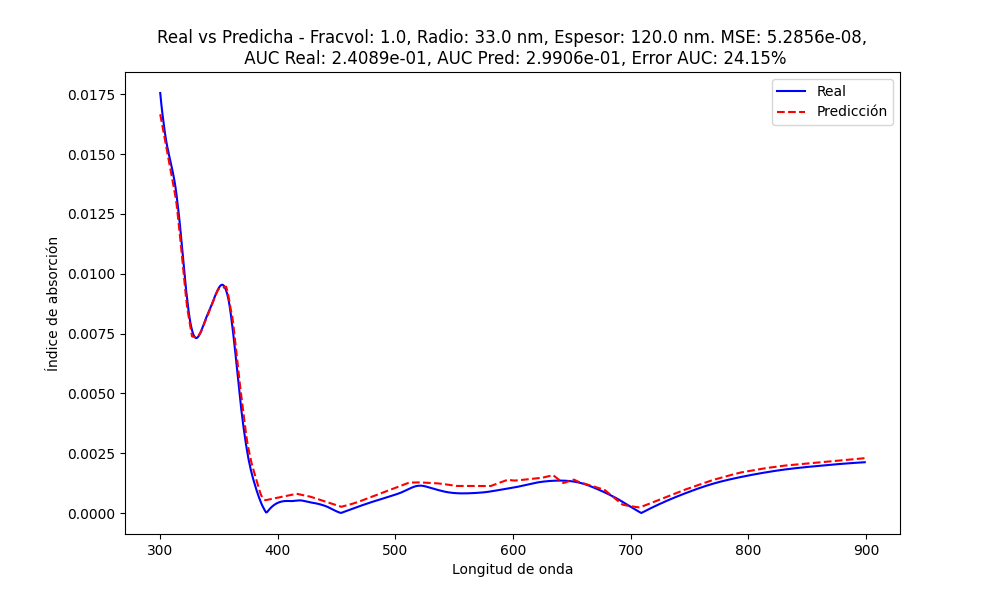 Real vs Predicha - Fracvol: 1.0, Radio: 33.0 nm, Espesor: 120.0 nm. MSE: 5.2856e-08,
AUC Real: 2.4089e-01, AUC Pred: 2.9906e-01, Error AUC: 24.15%
Real
Predicción
Índice de absorción
0.0175
0.0150
0.0125
0.0100
0.0075
0.0050
0.0025
0.0000
300 400 500 600 700 800 900
Longitud de onda